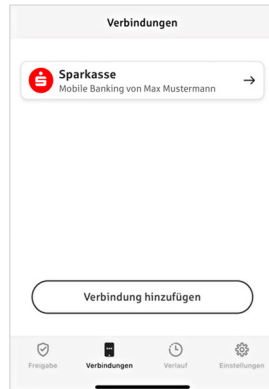 Verbindungen
Sparkasse
Mobile Banking von Max Mustermann
Verbindung hinzufügen
Freigabe
Verbindungen
Verlauf
Einstellungen